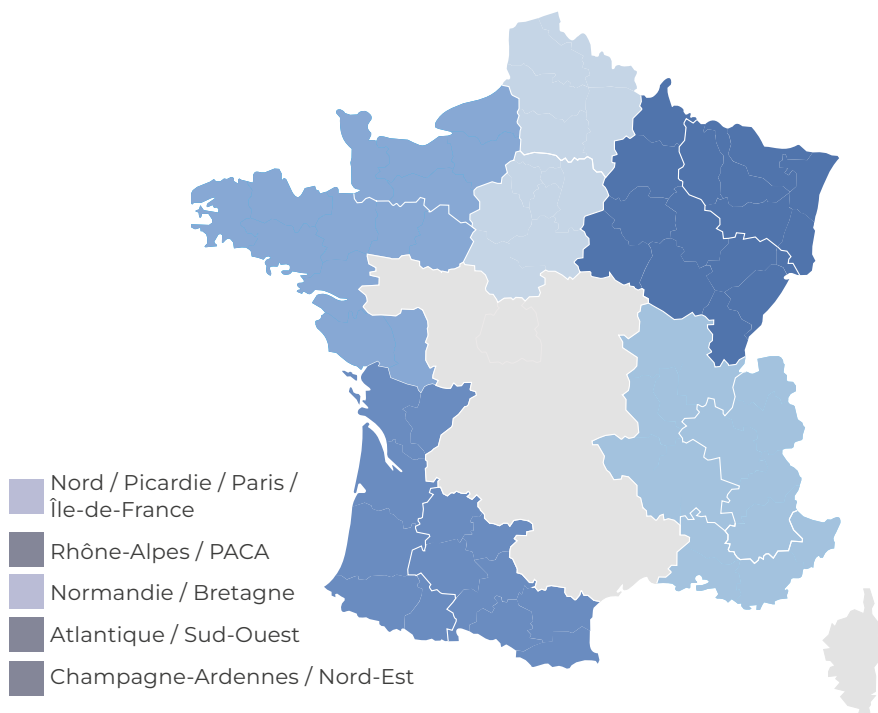 Nord / Picardie / Paris /
Île-de-France
Rhône-Alpes / PACA
Normandie / Bretagne
Atlantique / Sud-Ouest
Champagne-Ardennes / Nord-Est